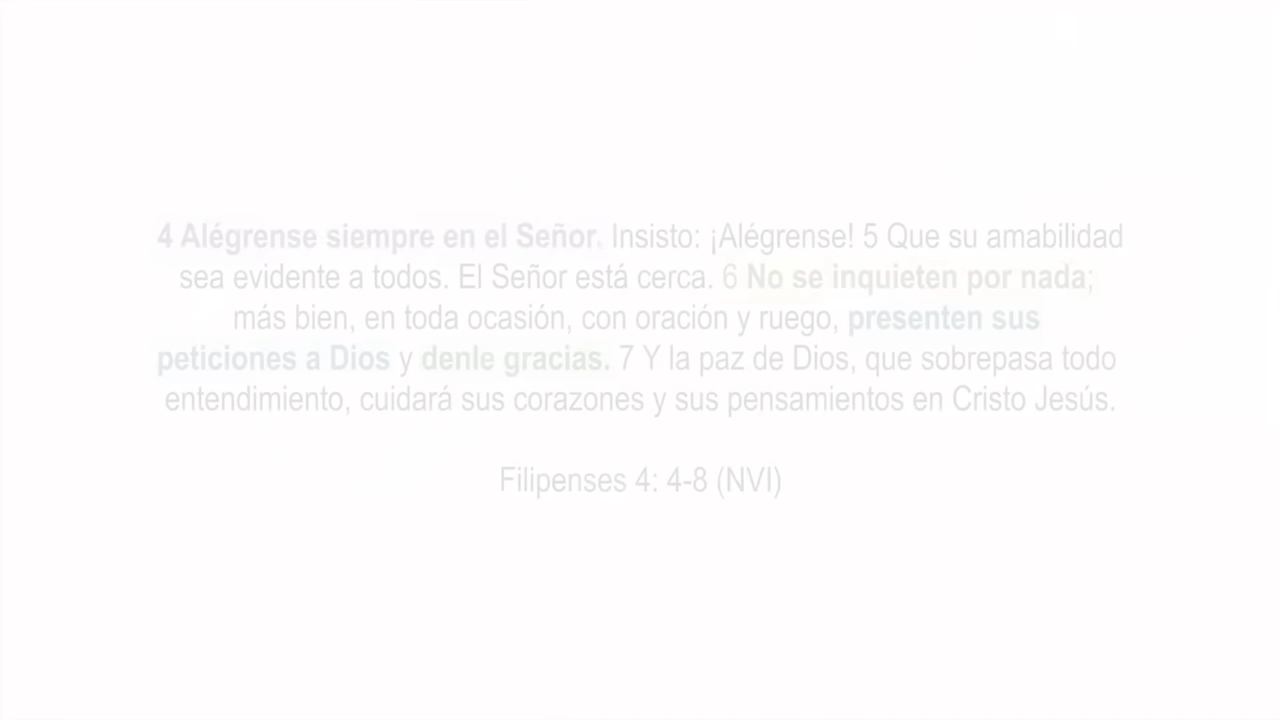 4 Alégrense siempre en el Señor. Insisto: ¡Alégrense! 5 Que su amabilidad
sea evidente a todos. El Señor está cerca. 6 No se inquieten por nada;
más bien, en toda ocasión, con oración y ruego, presenten sus
peticiones a Dios y denle gracias. 7 Y la paz de Dios, que sobrepasa todo
entendimiento, cuidará sus corazones y sus pensamientos en Cristo Jesús.
Filipenses 4: 4-8 (NVI)